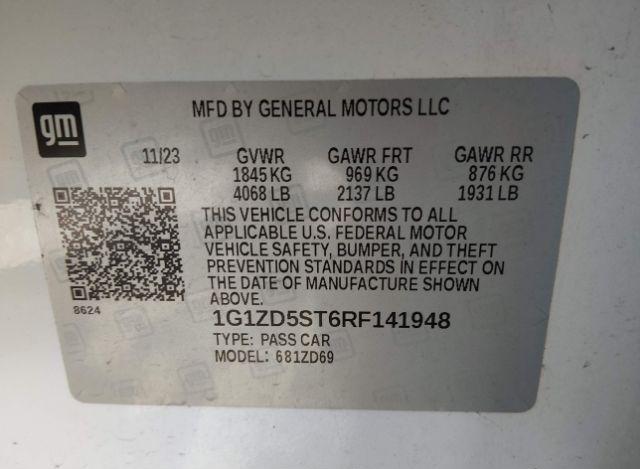 gm
MFD BY GENERAL MOTORS LLC
11/23 GVWR GAWR FRT GAWR RR
1845 KG 969 KG 876 KG
4068 LB 2137 LB 1931 LB
THIS VEHICLE CONFORMS TO ALL
APPLICABLE U.S. FEDERAL MOTOR
VEHICLE SAFETY, BUMPER, AND THEFT
PREVENTION STANDARDS IN EFFECT ON
THE DATE OF MANUFACTURE SHOWN
ABOVE.
8624
1G1ZD5ST6RF141948
TYPE: PASS CAR
MODEL: 681ZD69